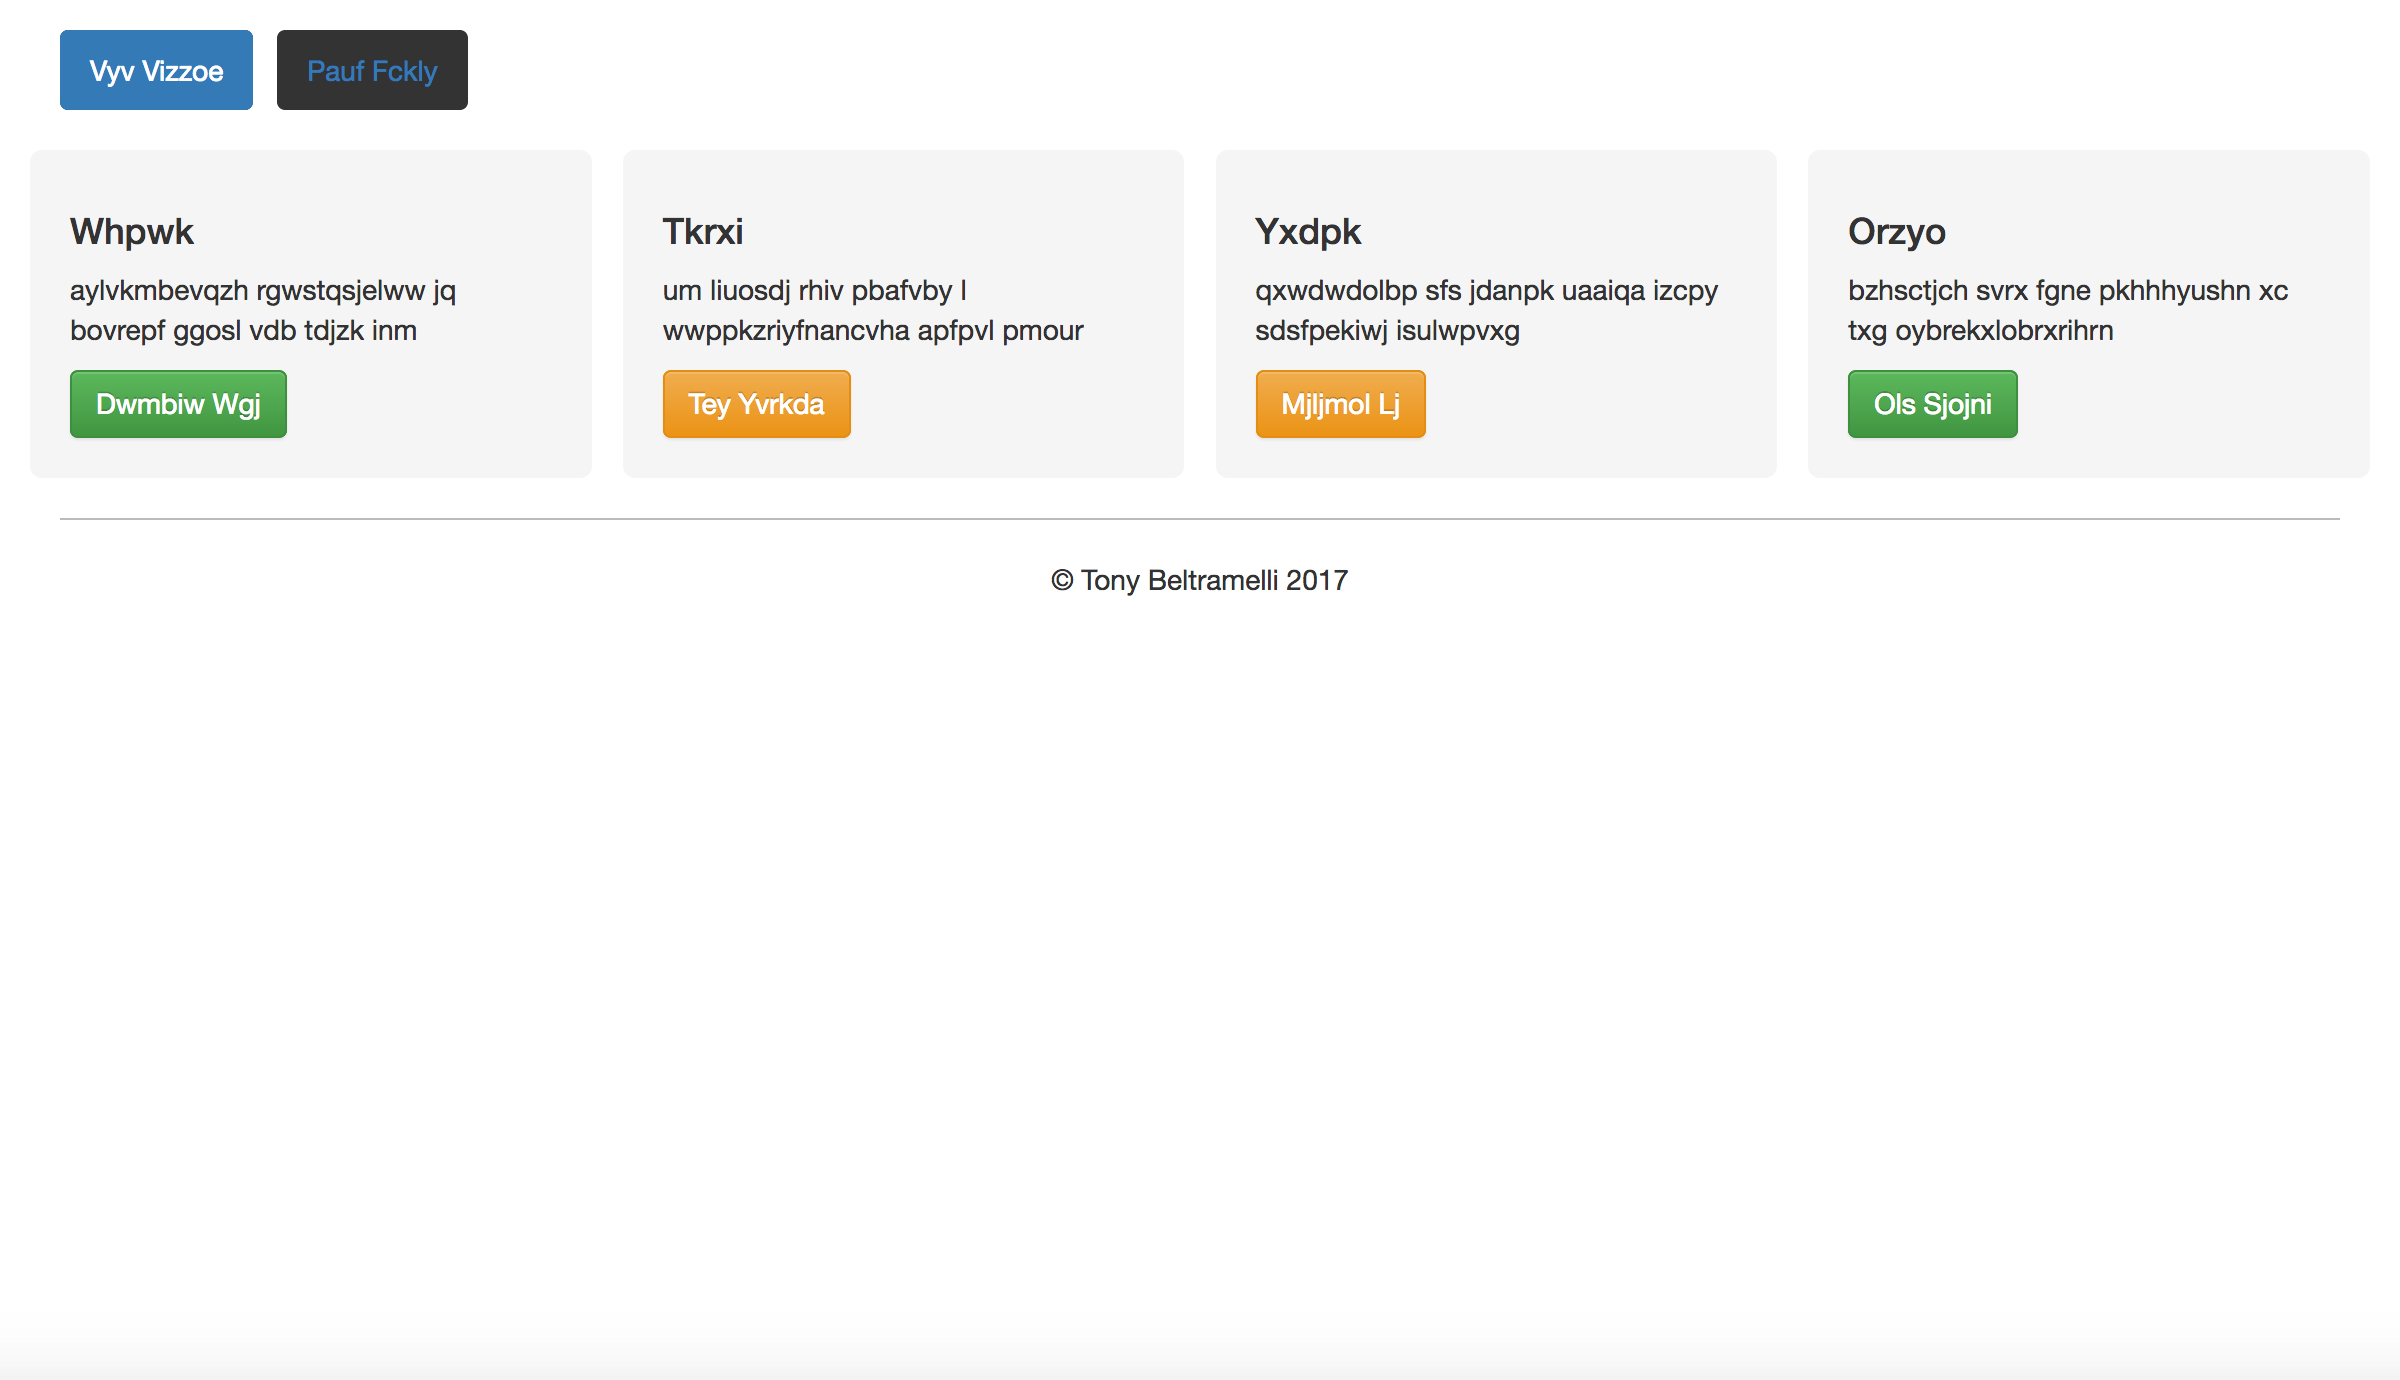 Vyv Vizzoe
Pauf Fckly
Whpwk
aylvkmbevqzh rgwstqsjelww jq
bovrepf ggosl vdb tdjzk inm
Dwmbiw Wgj
Tkrxi
um liuosdj rhiv pbafvby l
wwppkzriyfnancvha apfpvl pmour
Tey Yvrkda
Yxdpk
qxwdwdolbp sfs jdanpk uaaiqa izcpy
sdsfpekiwj isulwpvxg
Mjljmol Lj
Orzyo
bzhsctjch svrx fgne pkhhhyushn xc
txg oybrekxlobrxrihrn
Ols Sjojni
© Tony Beltramelli 2017